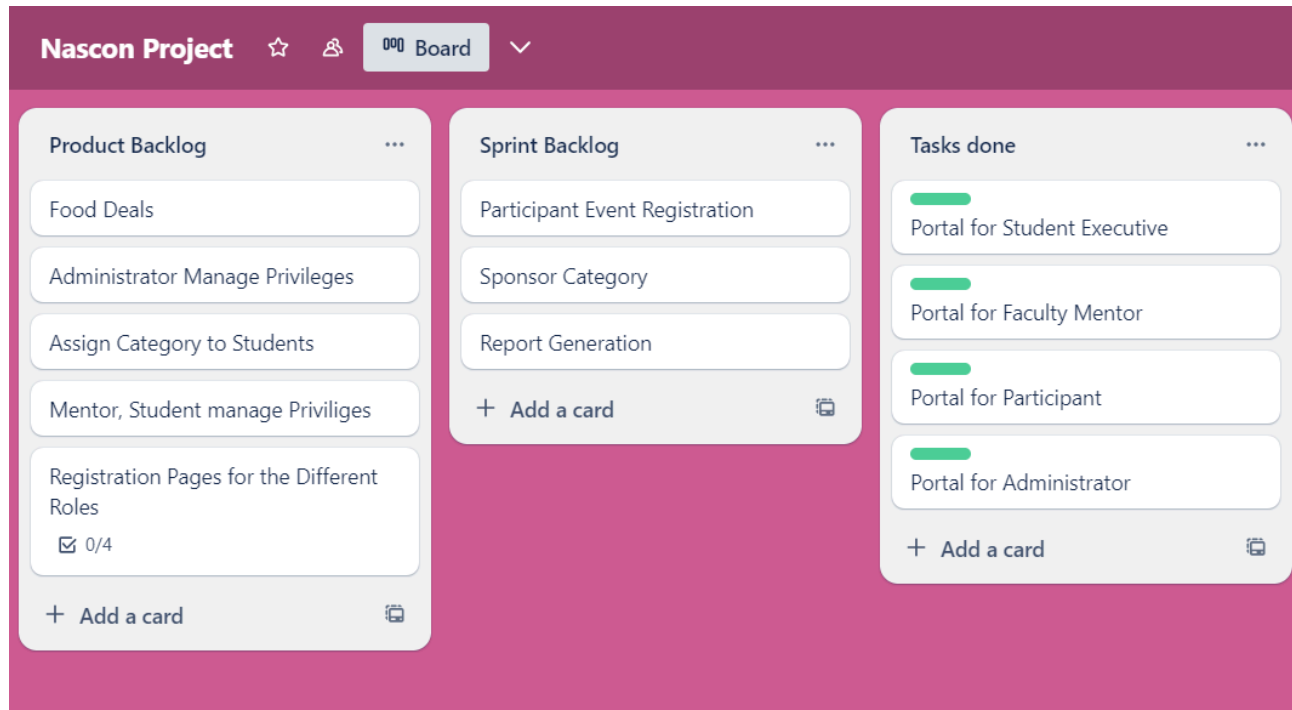 Nascon Project
Board
Product Backlog
Food Deals
Administrator Manage Privileges
Assign Category to Students
Mentor, Student manage Priviliges
Registration Pages for the Different
Roles
0/4
+ Add a card
Sprint Backlog
Participant Event Registration
Sponsor Category
Report Generation
+ Add a card
Tasks done
Portal for Student Executive
Portal for Faculty Mentor
Portal for Participant
Portal for Administrator
+ Add a card